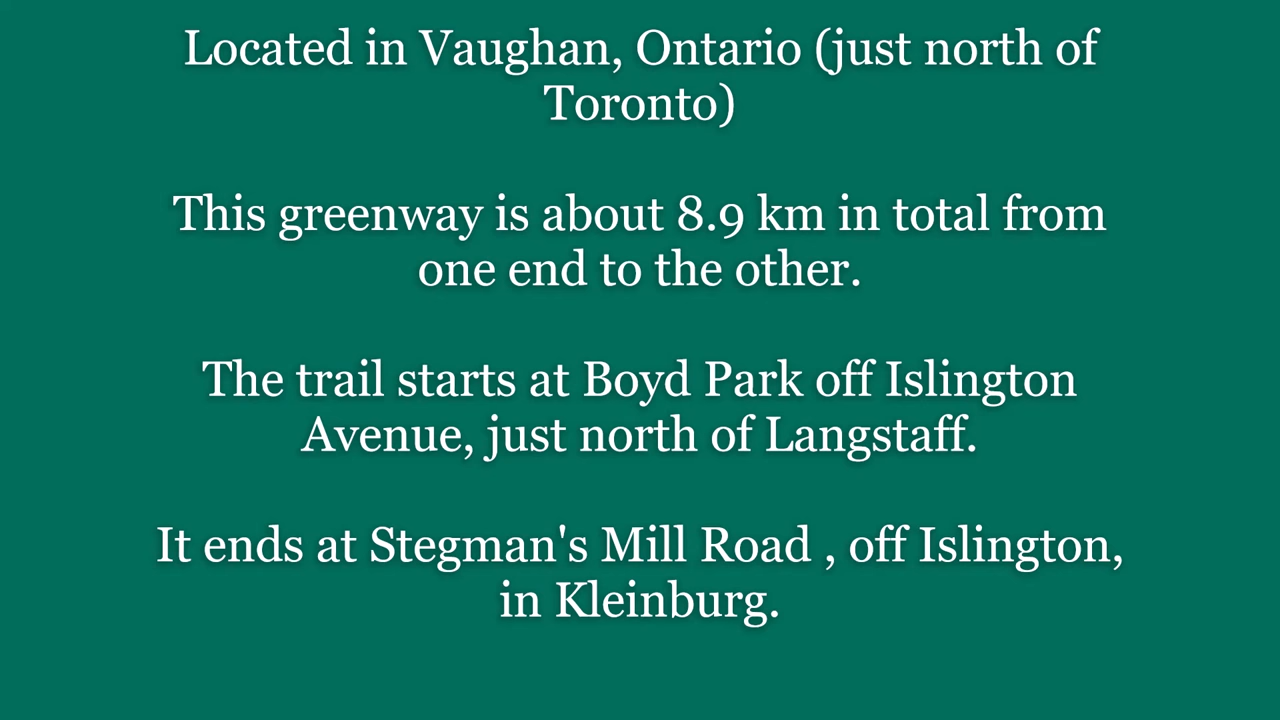 Located in Vaughan, Ontario (just north of
Toronto)
This greenway is about 8.9 km in total from
one end to the other.
The trail starts at Boyd Park off Islington
Avenue, just north of Langstaff.
It ends at Stegman's Mill Road , off Islington,
in Kleinburg.